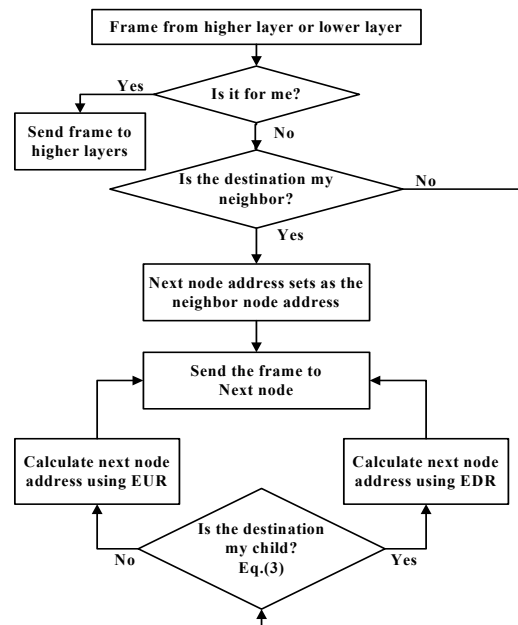 Frame from higher layer or lower layer
Yes
Is it for me?
Send frame to
higher layers
No
Is the destination my
neighbor?
No
Yes
Next node address sets as the
neighbor node address
Send the frame to
Next node
Calculate next node
address using EUR
Calculate next node
address using EDR
Is the destination
my child?
Eq.(3)
No
Yes